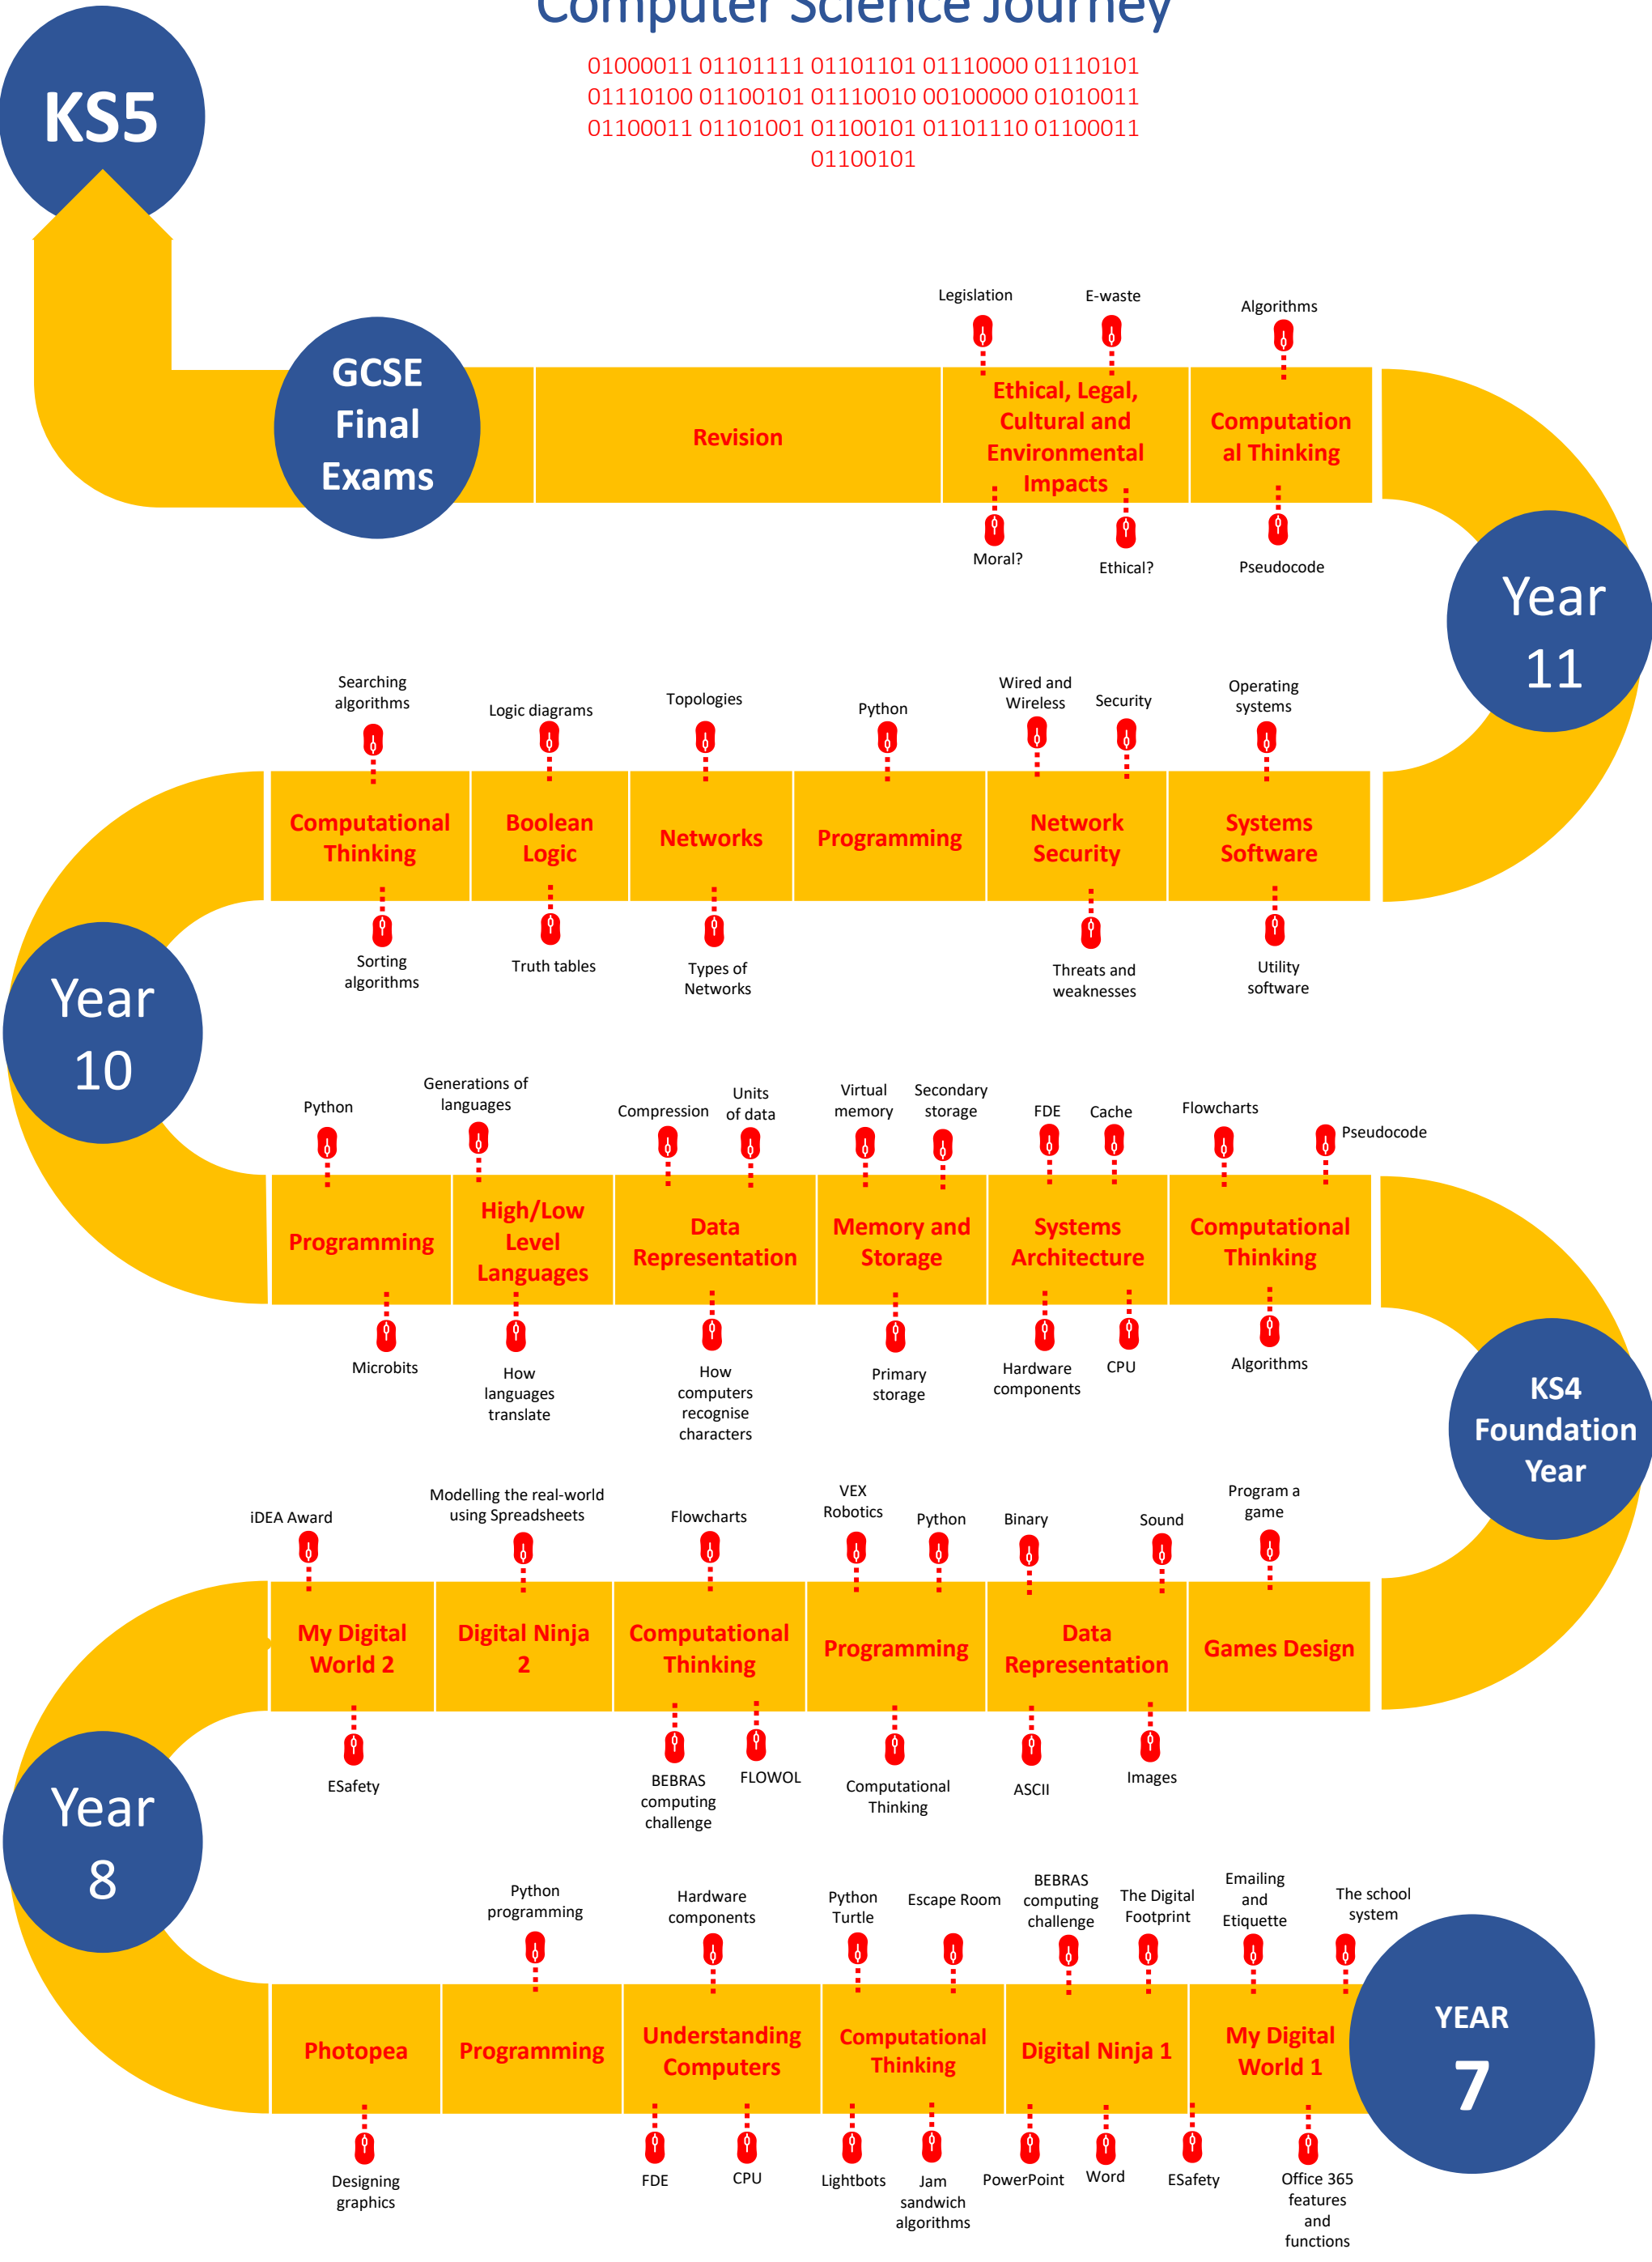 Computer Science Journey
01000011 01101111 01101101 01110000 01110101
01110100 01100101 01110010 00100000 01010011
01100011 01101001 01100101 01101110 01100011
01100101
KS5
GCSE
Final
Exams
Legislation
E-waste
Algorithms
Revision
Ethical, Legal,
Cultural and
Environmental
Impacts
Computation
al Thinking
Moral?
Ethical?
Pseudocode
Year
11
Searching
algorithms
Logic diagrams
Topologies
Python
Wired and
Wireless
Security
Operating
systems
Computational
Thinking
Boolean
Logic
Networks
Programming
Network
Security
Systems
Software
Sorting
algorithms
Truth tables
Types of
Networks
Threats and
weaknesses
Utility
software
Year
10
Python
Generations of
languages
Compression
Units
of data
Virtual
memory
Secondary
storage
FDE
Cache
Flowcharts
Pseudocode
Programming
High/Low
Level
Languages
Data
Representation
Memory and
Storage
Systems
Architecture
Computational
Thinking
Microbits
How
languages
translate
How
computers
recognise
characters
Primary
storage
Hardware
components
CPU
Algorithms
KS4
Foundation
Year
iDEA Award
Modelling the real-world
using Spreadsheets
Flowcharts
VEX
Robotics
Python
Binary
Sound
Program a
game
My Digital
World 2
Digital Ninja
2
Computational
Thinking
Programming
Data
Representation
Games Design
ESafety
BEBRAS
computing
challenge
FLOWOL
Computational
Thinking
ASCII
Images
Year
8
Python
programming
Hardware
components
Python
Turtle
Escape Room
BEBRAS
computing
challenge
The Digital
Footprint
Emailing
and
Etiquette
The school
system
Photopea
Programming
Understanding
Computers
Computational
Thinking
Digital Ninja 1
My Digital
World 1
YEAR
7
Designing
graphics
FDE
CPU
Lightbots
Jam
sandwich
algorithms
PowerPoint
Word
ESafety
Office 365
features
and
functions